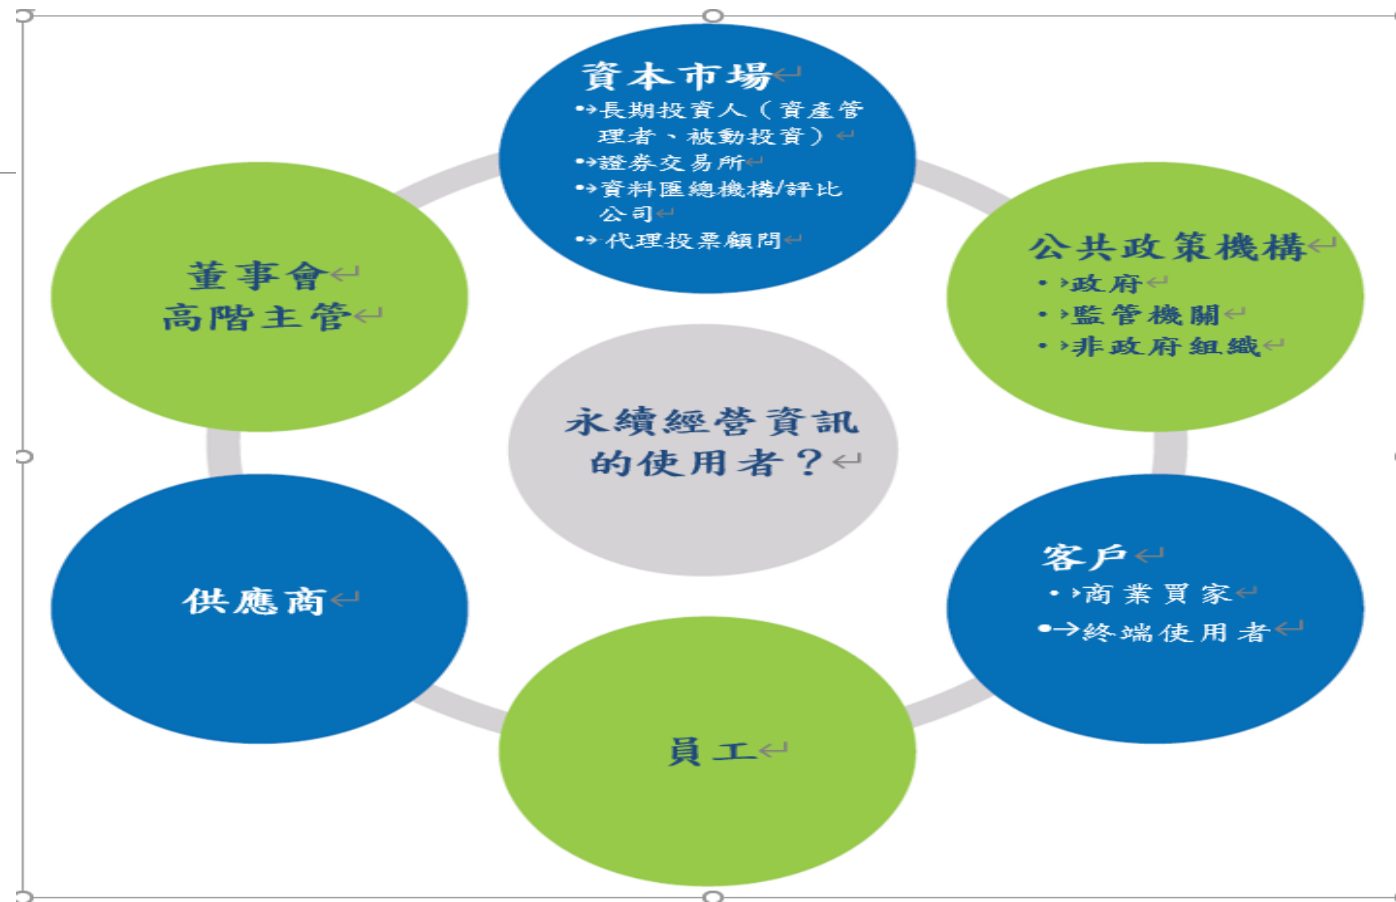 資本市場
•長期投資人（資產管
理者、被動投資）
•證券交易所
•資料匯總機構/評比
公司
•代理投票顧問
公共政策機構
•政府
•監管機關
•非政府組織
客戶
•商業買家
•終端使用者
員工
供應商
董事會
高階主管
永續經營資訊
的使用者？